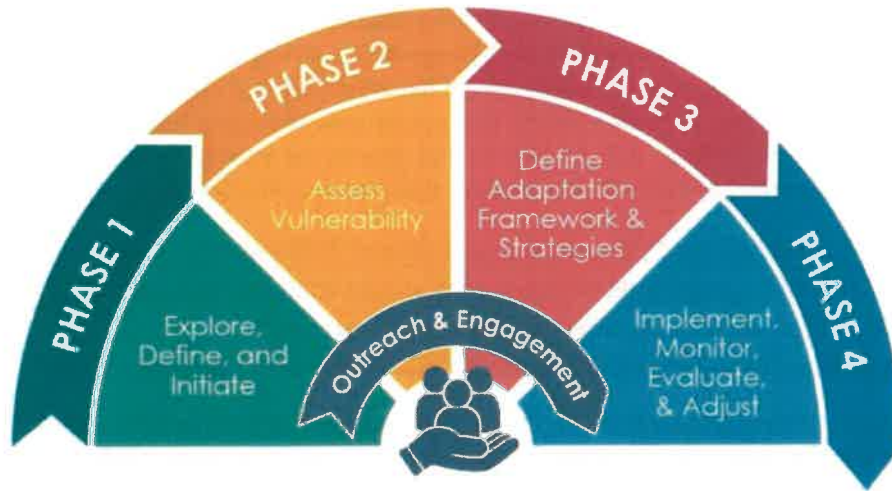 PHASE 1
Explore,
Define, and
Initiate
PHASE 2
Assess
Vulnerability
PHASE 3
Define
Adaptation
Framework &
Strategies
PHASE 4
Implement,
Monitor,
Evaluate,
& Adjust
Outreach & Engagement